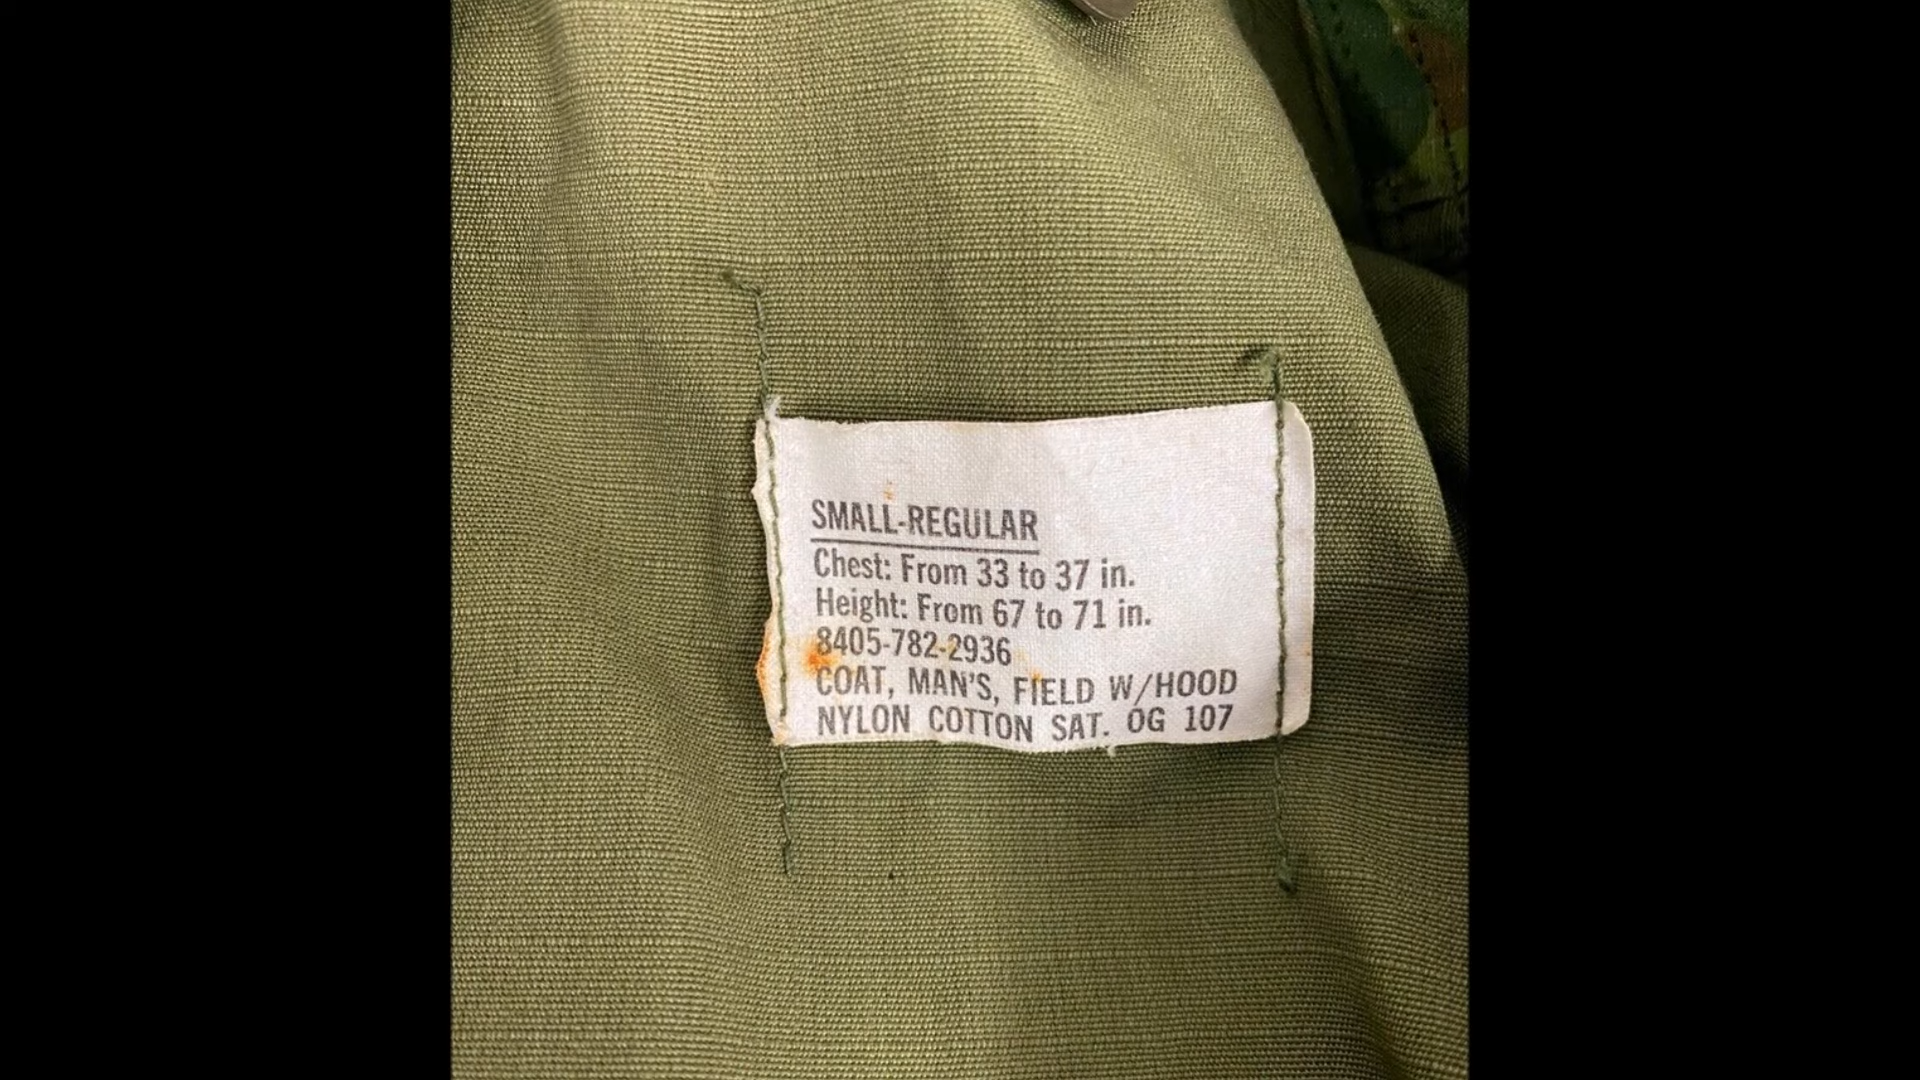 SMALL-REGULAR
Chest: From 33 to 37 in.
Height: From 67 to 71 in.
8405-782-2936
COAT, MAN'S, FIELD W/HOOD
NYLON COTTON SAT. OG 107